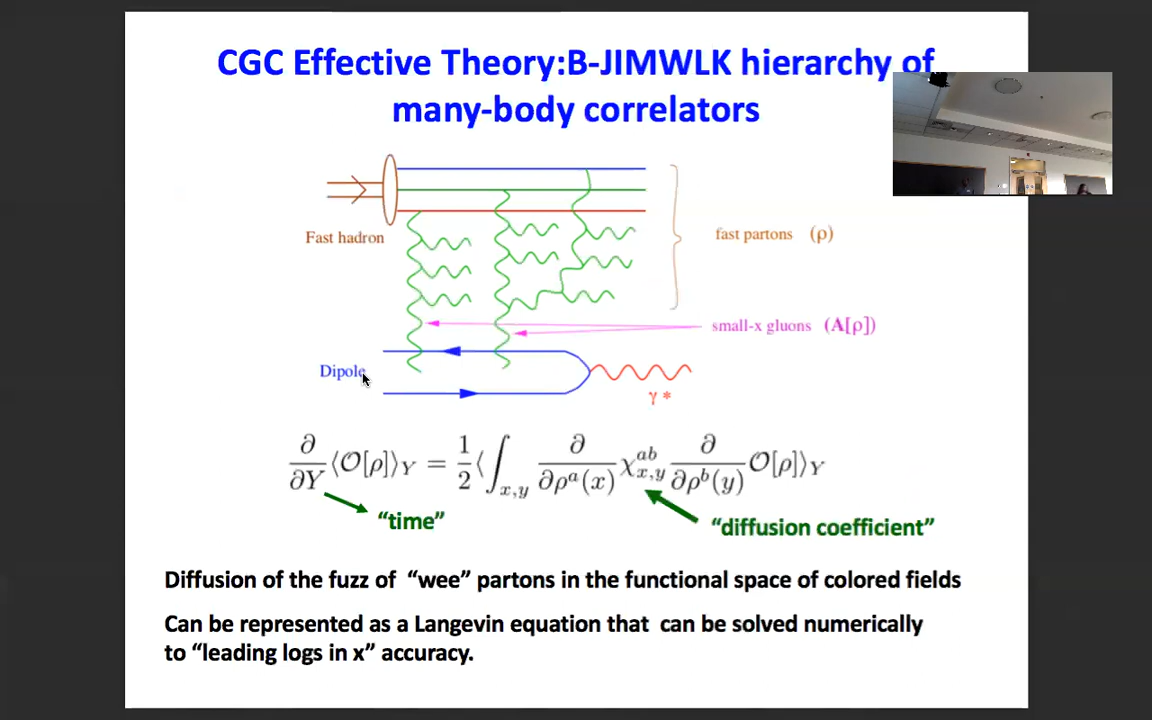 CGC Effective Theory:B-JIMWLK hierarchy of
many-body correlators
Fast hadron
fast partons (ρ)
small-x gluons (A[ρ])
Dipole
γ *
∂/∂Y ⟨𝒪[ρ]⟩_Y = 1/2 ⟨∫_{x,y} ∂/∂ρ^a(x) χ^{ab}_{x,y} ∂/∂ρ^b(y) 𝒪[ρ]⟩_Y
“time”
“diffusion coefficient”
Diffusion of the fuzz of “wee” partons in the functional space of colored fields
Can be represented as a Langevin equation that can be solved numerically
to “leading logs in x” accuracy.